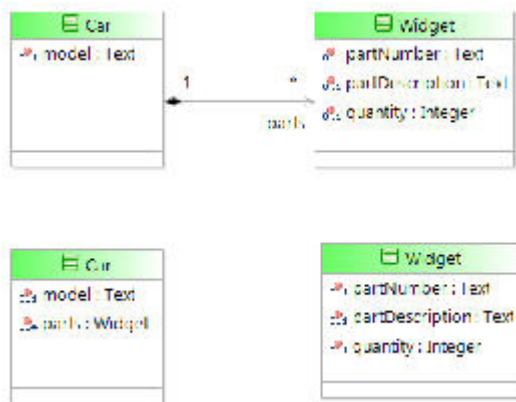 Car
model : Text
1
*
parts
Widget
partNumber : Text
partDescription : Text
quantity : Integer
Car
model : Text
parts : Widget
Widget
partNumber : Text
partDescription : Text
quantity : Integer